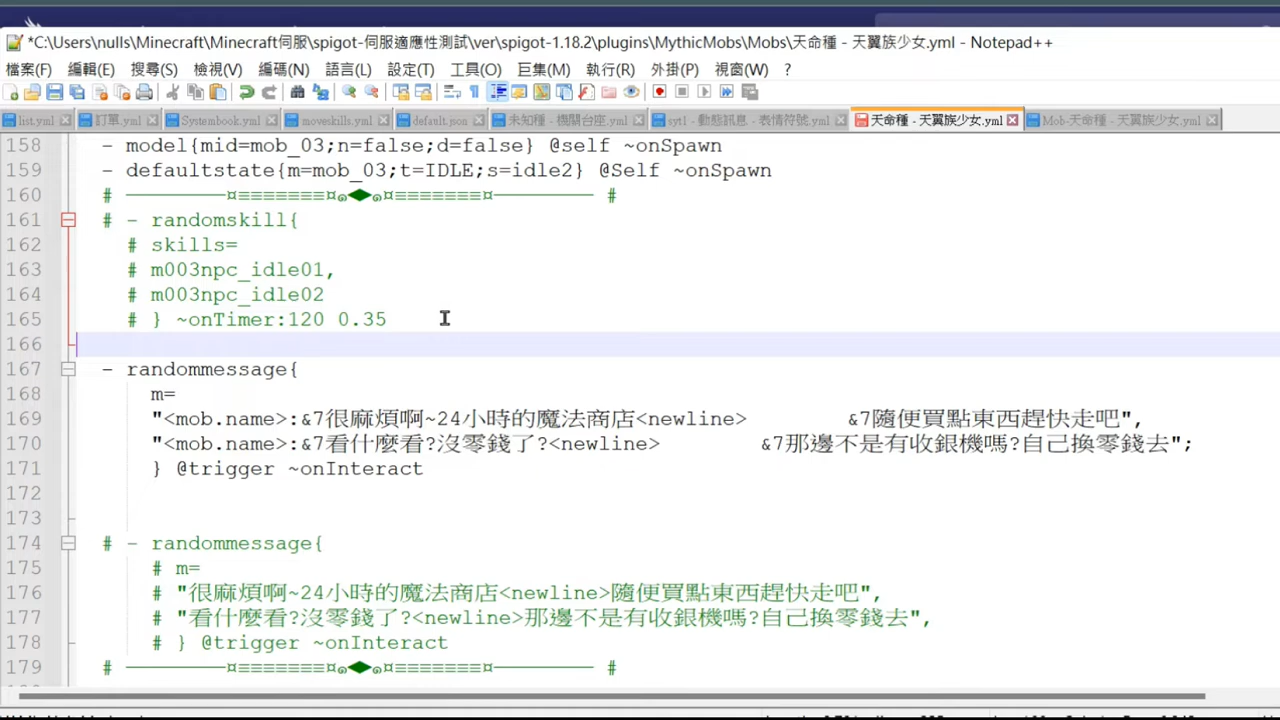 *C:\Users\nulls\Minecraft\Minecraft伺服\spigot-伺服適應性測試\ver\spigot-1.18.2\plugins\MythicMobs\Mobs\天命種 - 天翼族少女.yml - Notepad++
檔案(F) 編輯(E) 搜尋(S) 檢視(V) 編碼(N) 語言(L) 設定(T) 工具(O) 巨集(M) 執行(R) 外掛(P) 視窗(W) ?
list.yml 訂單.yml Systembook.yml moveskills.yml default.json 未知種 - 機關台座.yml syt1 - 動態訊息 - 表情符號.yml 天命種 - 天翼族少女.yml Mob-天命種 - 天翼族少女.yml
158 - model{mid=mob_03;n=false;d=false} @self ~onSpawn
159 - defaultstate{m=mob_03;t=IDLE;s=idle2} @Self ~onSpawn
160 # ────────¤≡≡≡≡≡≡≡¤๑◀▶๑¤≡≡≡≡≡≡≡¤──────── #
161 # - randomskill{
162 # skills=
163 # m003npc_idle01,
164 # m003npc_idle02
165 # } ~onTimer:120 0.35
166
167 - randommessage{
168 m=
169 "<mob.name>:&7很麻煩啊~24小時的魔法商店<newline> &7隨便買點東西趕快走吧",
170 "<mob.name>:&7看什麼看?沒零錢了?<newline> &7那邊不是有收銀機嗎?自己換零錢去";
171 } @trigger ~onInteract
172
173
174 # - randommessage{
175 # m=
176 # "很麻煩啊~24小時的魔法商店<newline>隨便買點東西趕快走吧",
177 # "看什麼看?沒零錢了?<newline>那邊不是有收銀機嗎?自己換零錢去",
178 # } @trigger ~onInteract
179 # ────────¤≡≡≡≡≡≡≡¤๑◀▶๑¤≡≡≡≡≡≡≡¤──────── #